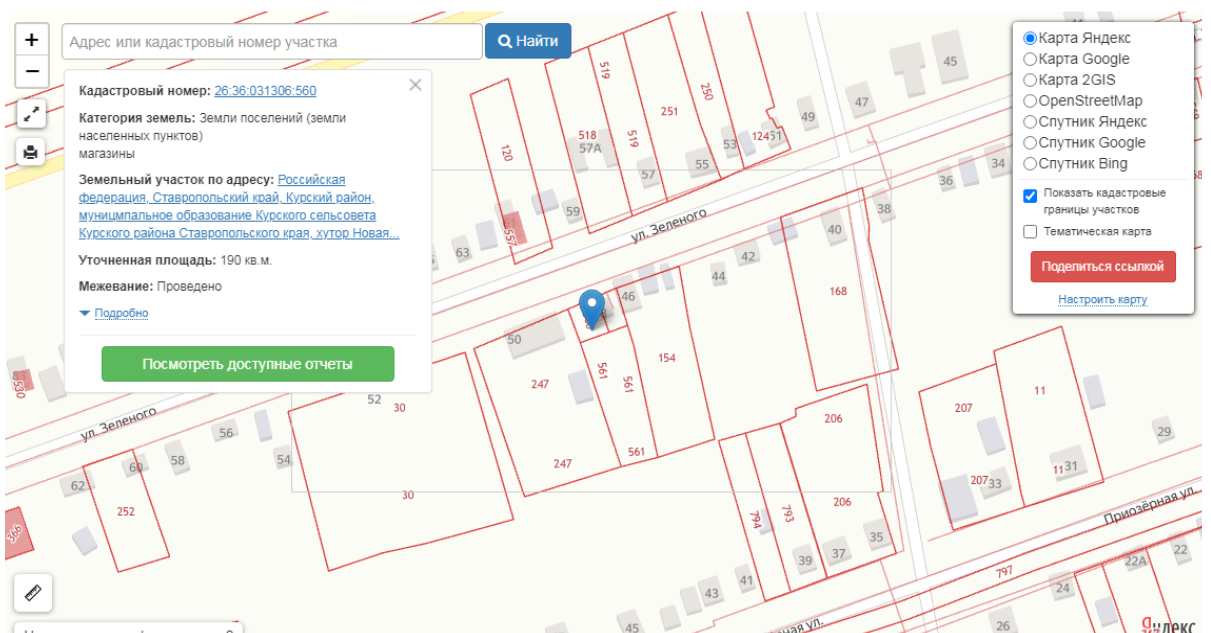 +
Адрес или кадастровый номер участка
Найти
−
Кадастровый номер: 26:36:031306:560
Категория земель: Земли поселений (земли
населенных пунктов)
магазины
Земельный участок по адресу: Российская
федерация, Ставропольский край, Курский район,
муниципальное образование Курского сельсовета
Курского района Ставропольского края, хутор Новая...
Уточненная площадь: 190 кв.м.
Межевание: Проведено
Подробно
Посмотреть доступные отчеты
Карта Яндекс
Карта Google
Карта 2GIS
OpenStreetMap
Спутник Яндекс
Спутник Google
Спутник Bing
Показать кадастровые
границы участков
Тематическая карта
Поделиться ссылкой
Настроить карту
519
45
250
251
47
49
518
519
57А
53
124
51
120
57
55
34
36
59
38
ул. Зеленого
557
40
63
42
44
46
168
50
154
530
247
561
561
11
52
30
206
207
ул. Зеленого
56
29
561
54
58
60
247
11
31
62
207
33
30
206
252
794
793
Приозёрная ул.
366
35
37
39
22
22А
797
41
24
43
45
26
Яндекс